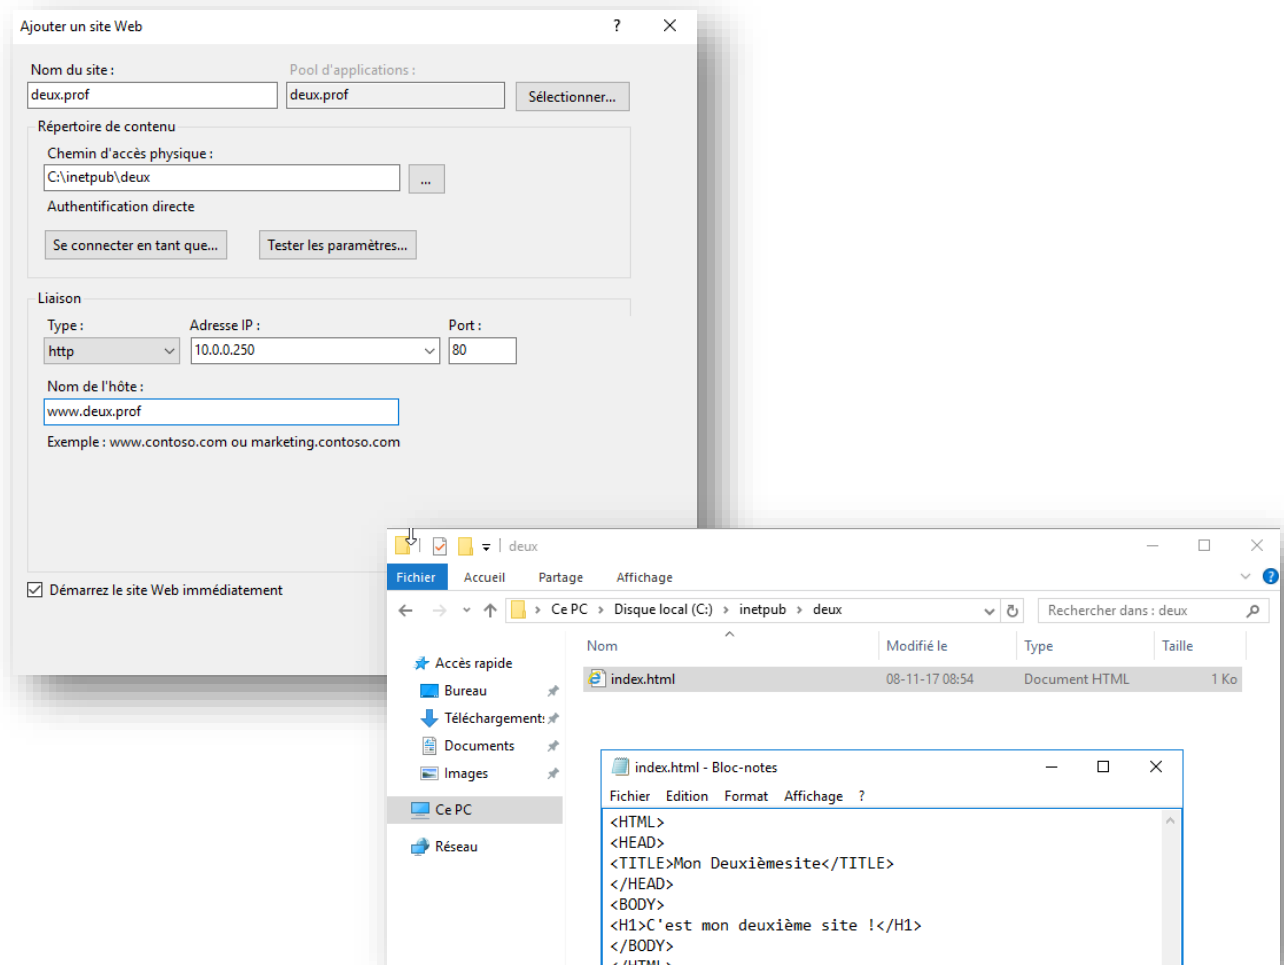 Ajouter un site Web ?
Nom du site :
Pool d'applications :
deux.prof
deux.prof
Sélectionner...
Répertoire de contenu
Chemin d'accès physique :
C:\inetpub\deux
...
Authentification directe
Se connecter en tant que...
Tester les paramètres...
Liaison
Type :
Adresse IP :
Port :
http
10.0.0.250
80
Nom de l'hôte :
www.deux.prof
Exemple : www.contoso.com ou marketing.contoso.com
Démarrez le site Web immédiatement
deux
Fichier Accueil Partage Affichage
Ce PC > Disque local (C:) > inetpub > deux
Rechercher dans : deux
Nom Modifié le Type Taille
Accès rapide
Bureau
Téléchargements
Documents
Images
Ce PC
Réseau
index.html 08-11-17 08:54 Document HTML 1 Ko
index.html - Bloc-notes
Fichier Edition Format Affichage ?
<HTML>
<HEAD>
<TITLE>Mon Deuxièmesite</TITLE>
</HEAD>
<BODY>
<H1>C'est mon deuxième site !</H1>
</BODY>
</HTML>